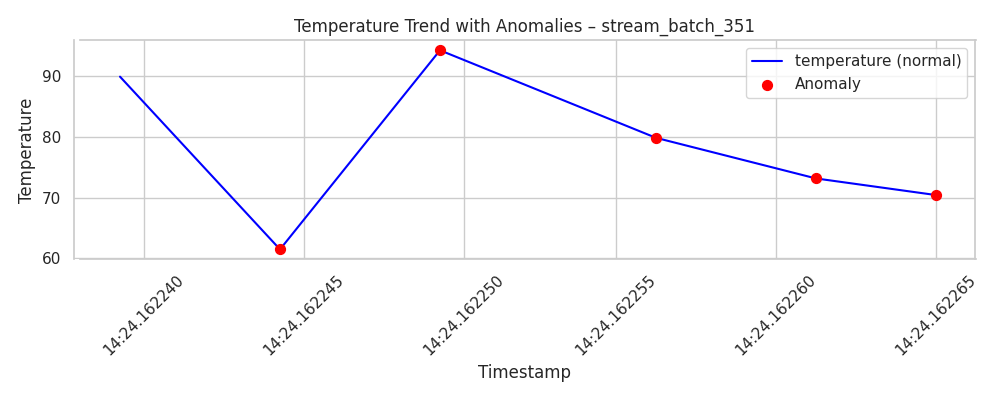 Temperature Trend with Anomalies – stream_batch_351
temperature (normal)
Anomaly
Temperature
90
80
70
60
14:24.162240
14:24.162245
14:24.162250
14:24.162255
14:24.162260
14:24.162265
Timestamp